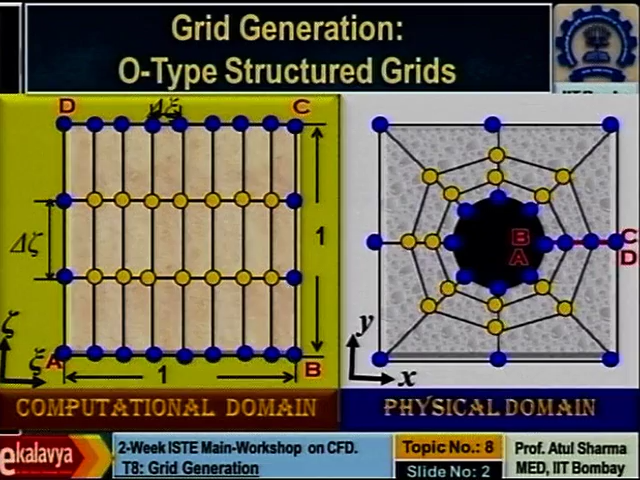 Grid Generation:
O-Type Structured Grids
D
Δξ
C
Δζ
1
ζ
ξ
A
1
B
COMPUTATIONAL DOMAIN
B
A
C
D
y
x
PHYSICAL DOMAIN
ekalavya
2-Week ISTE Main-Workshop on CFD.
T8: Grid Generation
Topic No.: 8
Slide No: 2
Prof. Atul Sharma
MED, IIT Bombay